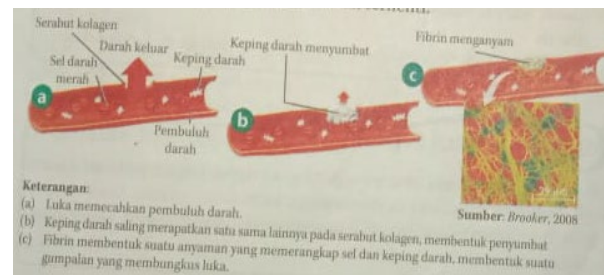 Serabut kolagen
Darah keluar
Sel darah
merah
Keping darah
a
Pembuluh
darah
Keping darah menyumbat
b
Fibrin menganyam
c
Sumber: Brooker, 2008
Keterangan:
(a) Luka memecahkan pembuluh darah.
(b) Keping darah saling merapatkan satu sama lainnya pada serabut kolagen, membentuk penyumbat
(c) Fibrin membentuk suatu anyaman yang memerangkap sel dan keping darah, membentuk suatu
gumpalan yang membungkus luka.